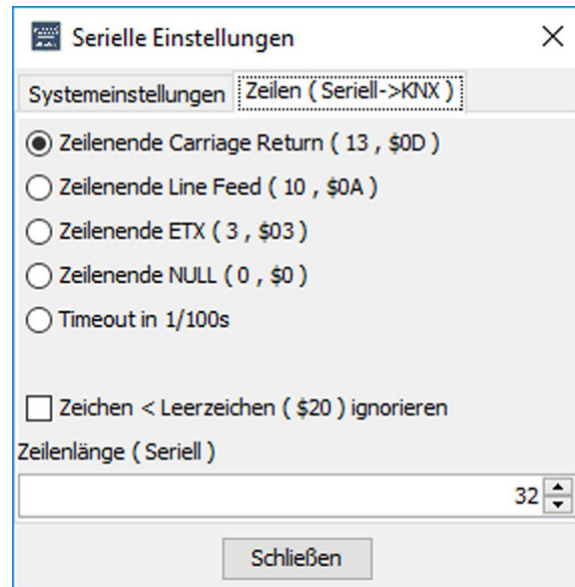 Serielle Einstellungen
Systemeinstellungen Zeilen ( Seriell->KNX )
Zeilenende Carriage Return ( 13 , $0D )
Zeilenende Line Feed ( 10 , $0A )
Zeilenende ETX ( 3 , $03 )
Zeilenende NULL ( 0 , $0 )
Timeout in 1/100s
Zeichen < Leerzeichen ( $20 ) ignorieren
Zeilenlänge ( Seriell )
32
Schließen